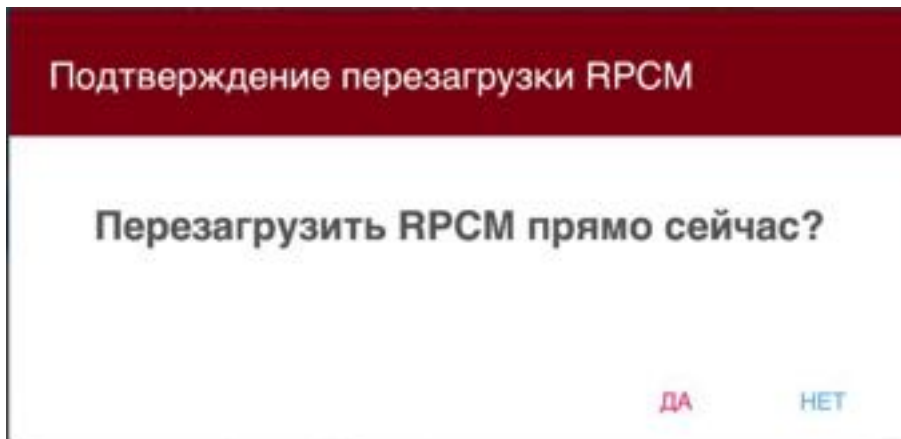 Подтверждение перезагрузки RPCM
Перезагрузить RPCM прямо сейчас?
ДА НЕТ